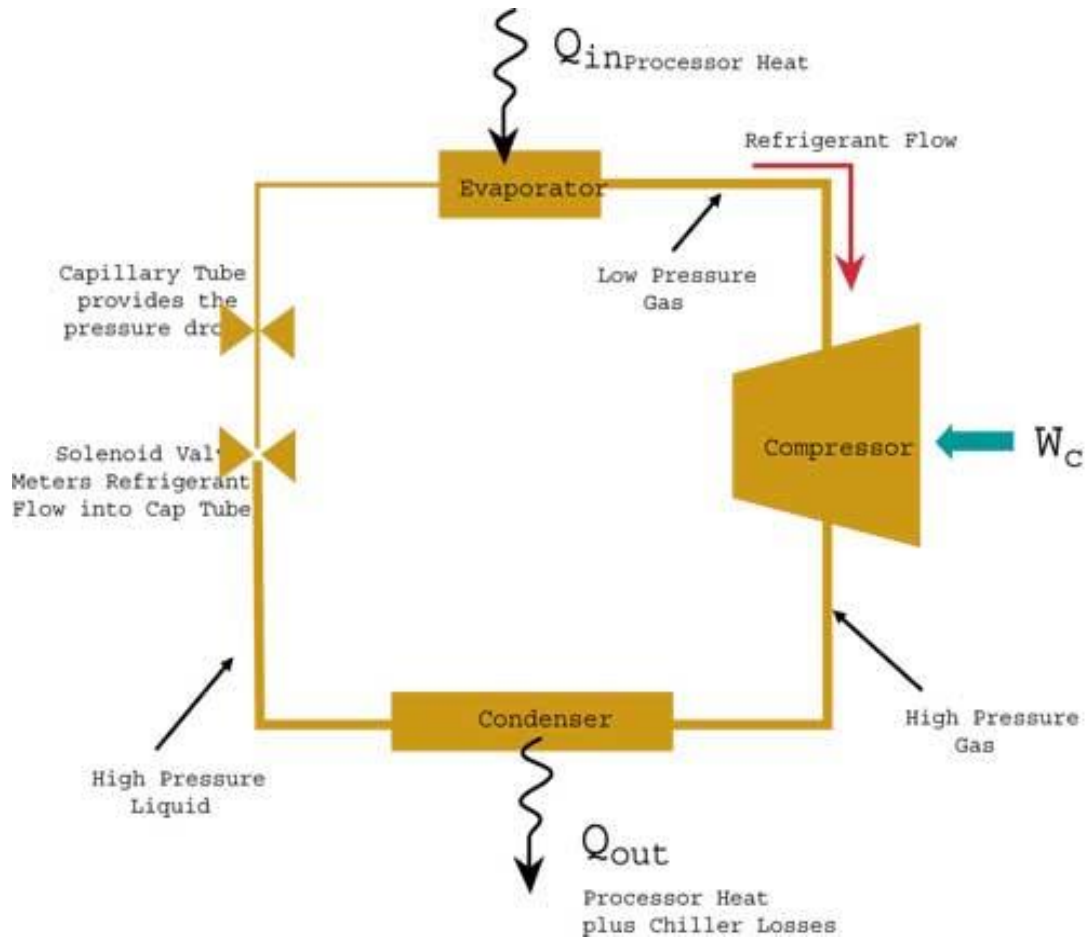 Qin Processor Heat
Refrigerant Flow
Evaporator
Low Pressure
Gas
Capillary Tube
provides the
pressure dro
Solenoid Val
Meters Refrigerant
Flow into Cap Tube
Compressor
Wc
Condenser
High Pressure
Gas
High Pressure
Liquid
Qout
Processor Heat
plus Chiller Losses